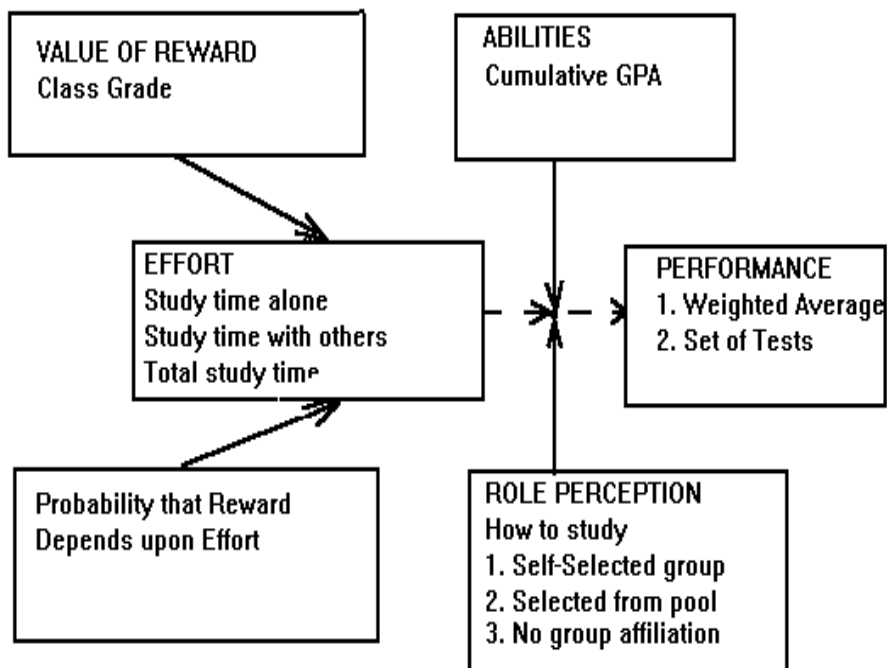 VALUE OF REWARD
Class Grade
ABILITIES
Cumulative GPA
EFFORT
Study time alone
Study time with others
Total study time
PERFORMANCE
1. Weighted Average
2. Set of Tests
Probability that Reward
Depends upon Effort
ROLE PERCEPTION
How to study
1. Self-Selected group
2. Selected from pool
3. No group affiliation